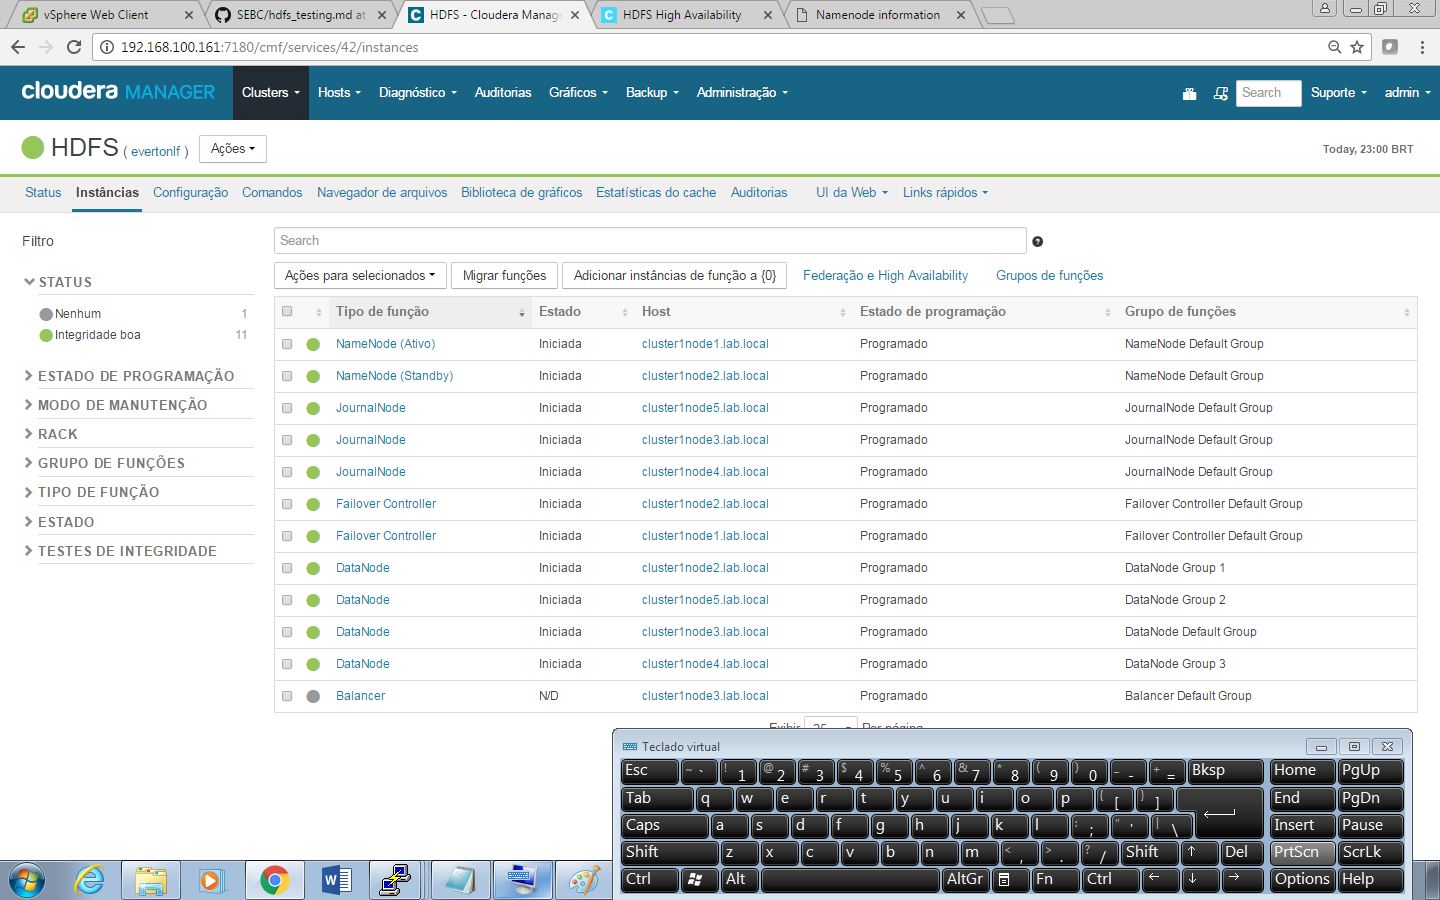 vSphere Web Client
SEBC/hdfs_testing.md at
HDFS - Cloudera Manage
HDFS High Availability
Namenode information
192.168.100.161:7180/cmf/services/42/instances
cloudera MANAGER
Clusters
Hosts
Diagnóstico
Auditorias
Gráficos
Backup
Administração
Search
Suporte
admin
HDFS ( evertonlf )
Ações
Today, 23:00 BRT
Status
Instâncias
Configuração
Comandos
Navegador de arquivos
Biblioteca de gráficos
Estatísticas do cache
Auditorias
UI da Web
Links rápidos
Filtro
STATUS
Nenhum 1
Integridade boa 11
ESTADO DE PROGRAMAÇÃO
MODO DE MANUTENÇÃO
RACK
GRUPO DE FUNÇÕES
TIPO DE FUNÇÃO
ESTADO
TESTES DE INTEGRIDADE
Search
Ações para selecionados
Migrar funções
Adicionar instâncias de função a {0}
Federação e High Availability
Grupos de funções
Tipo de função Estado Host Estado de programação Grupo de funções
NameNode (Ativo) Iniciada cluster1node1.lab.local Programado NameNode Default Group
NameNode (Standby) Iniciada cluster1node2.lab.local Programado NameNode Default Group
JournalNode Iniciada cluster1node5.lab.local Programado JournalNode Default Group
JournalNode Iniciada cluster1node3.lab.local Programado JournalNode Default Group
JournalNode Iniciada cluster1node4.lab.local Programado JournalNode Default Group
Failover Controller Iniciada cluster1node2.lab.local Programado Failover Controller Default Group
Failover Controller Iniciada cluster1node1.lab.local Programado Failover Controller Default Group
DataNode Iniciada cluster1node2.lab.local Programado DataNode Group 1
DataNode Iniciada cluster1node5.lab.local Programado DataNode Group 2
DataNode Iniciada cluster1node3.lab.local Programado DataNode Default Group
DataNode Iniciada cluster1node4.lab.local Programado DataNode Group 3
Balancer N/D cluster1node3.lab.local Programado Balancer Default Group
Exibir 25 Por página
Teclado virtual
Esc ~ ` ! 1 @ 2 # 3 $ 4 % 5 ^ 6 & 7 * 8 ( 9 ) 0 _ - + = Bksp Home PgUp
Tab q w e r t y u i o p { [ } ] End PgDn
Caps a s d f g h j k l : ; " ' | \ Insert Pause
Shift z x c v b n m < , > . ? / Shift ↑ Del PrtScn ScrLk
Ctrl Alt AltGr Fn Ctrl ← ↓ → Options Help